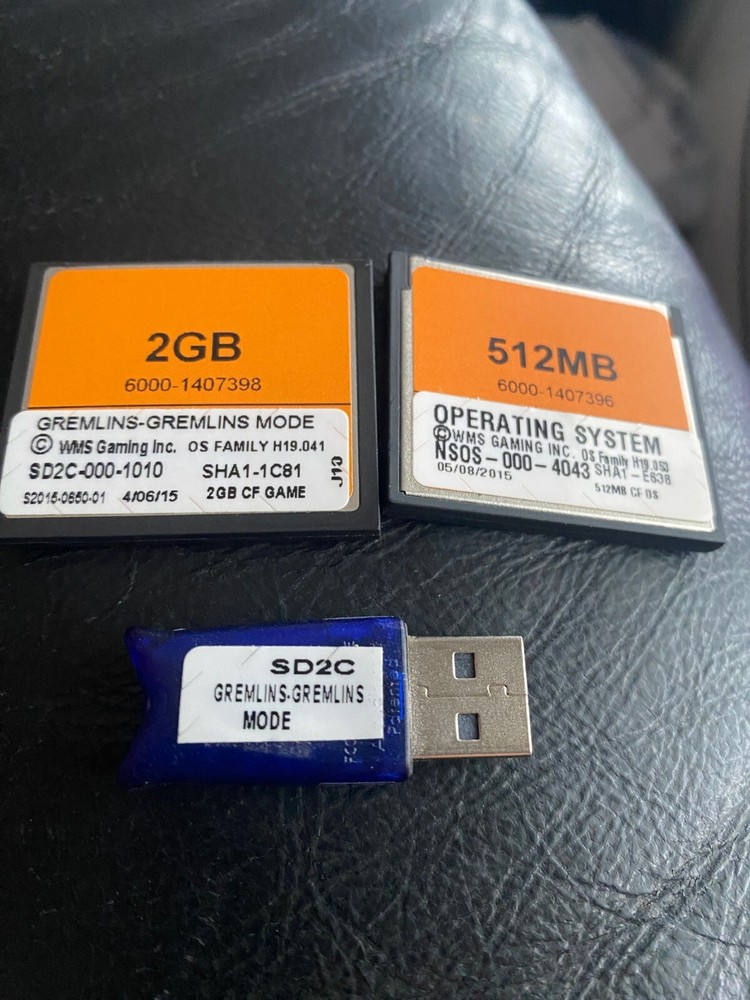 2GB
6000-1407398
GREMLINS-GREMLINS MODE
© WMS Gaming Inc. OS FAMILY H19.041
SD2C-000-1010 SHA1-1C81
S2015-0650-01 4/06/15 2GB CF GAME
J13
512MB
6000-1407396
OPERATING SYSTEM
©WMS GAMING INC. OS Family H19.053
NSOS-000-4043 SHA1-E638
05/08/2015
512MB CF OS
SD2C
GREMLINS-GREMLINS
MODE